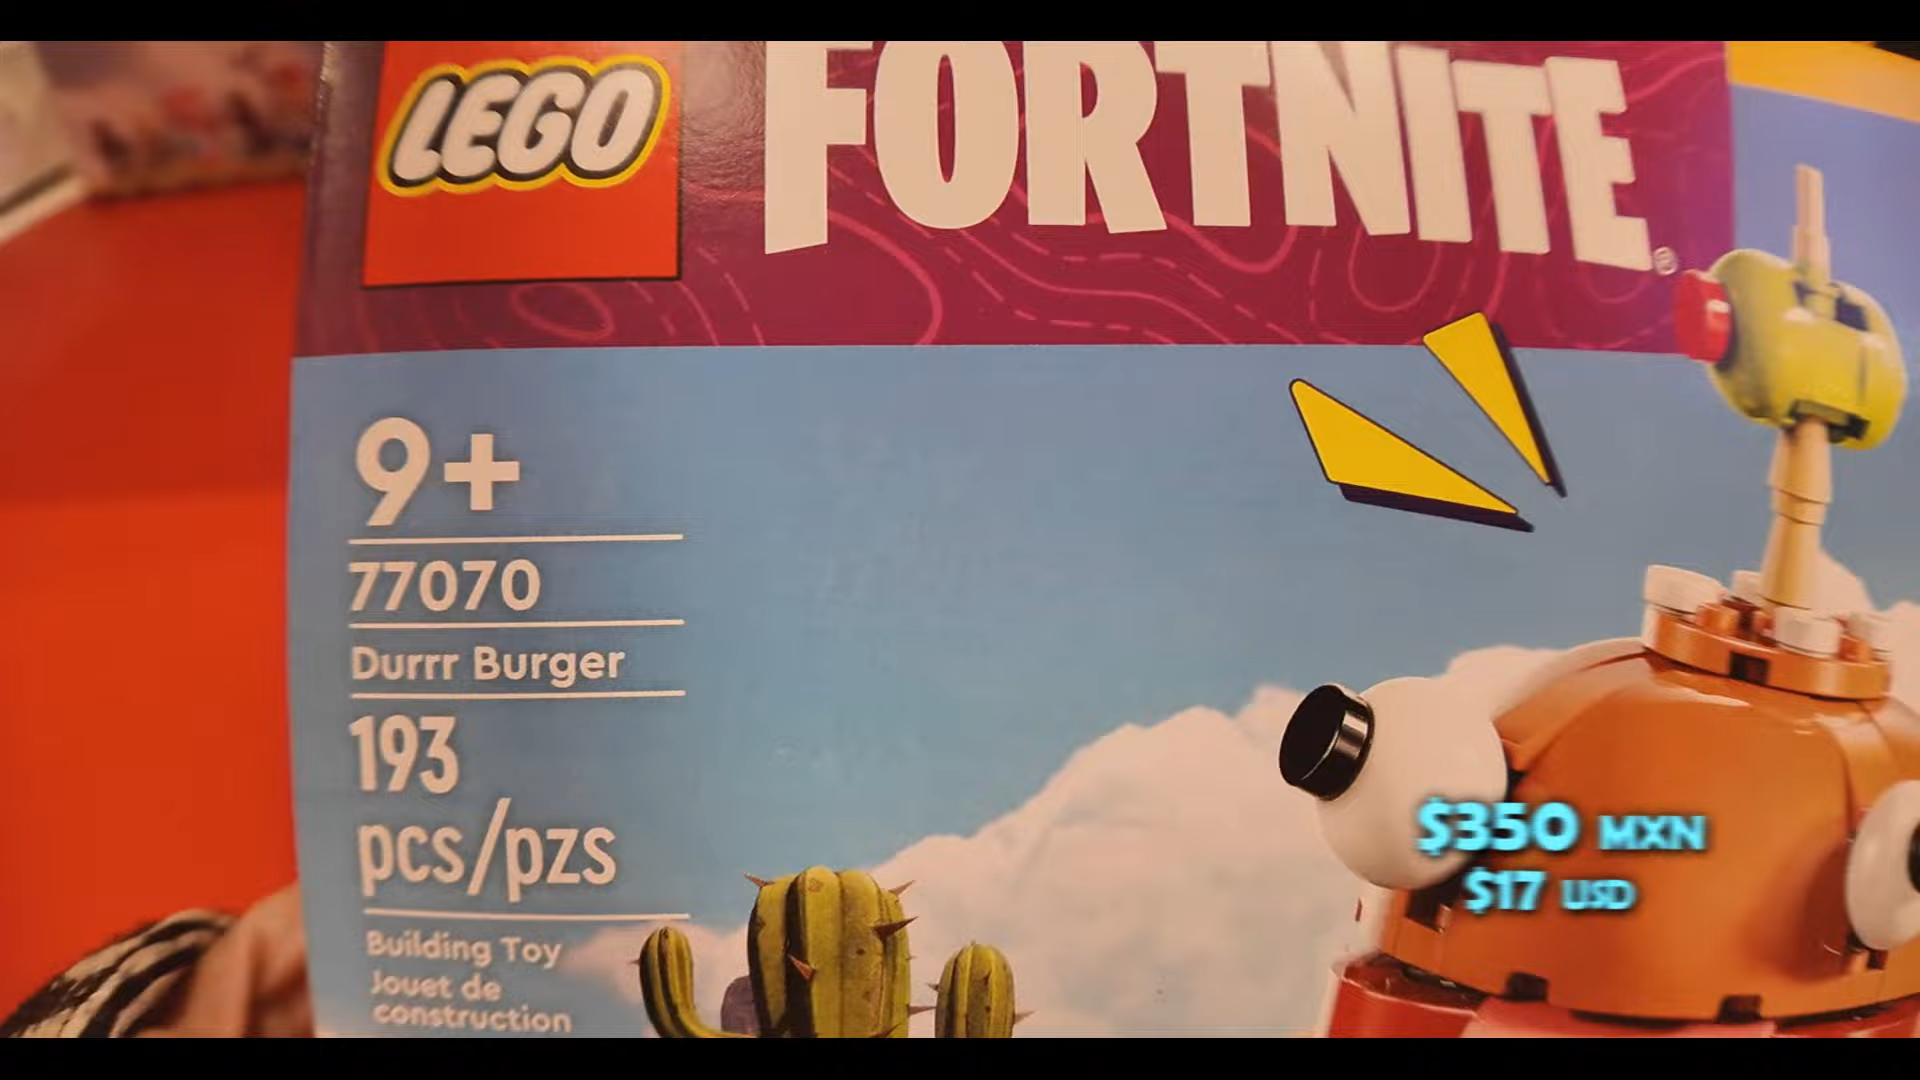 LEGO
FORTNITE®
9+
77070
Durrr Burger
193
pcs/pzs
Building Toy
Jouet de
construction
$350 MXN
$17 USD